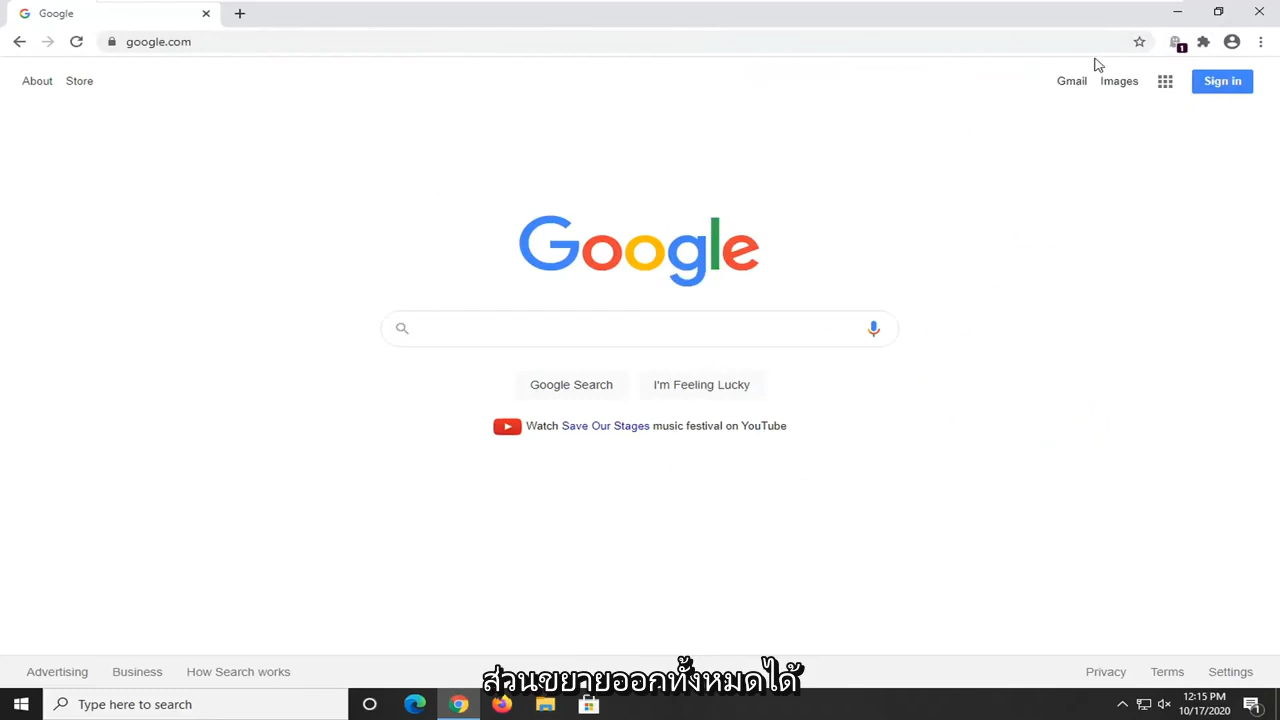 Google
google.com
1
About Store
Gmail Images Sign in
Google
Google Search I'm Feeling Lucky
Watch Save Our Stages music festival on YouTube
Advertising Business How Search works
Privacy Terms Settings
ส่วนขยายออกทั้งหมดได้
Type here to search
12:15 PM
10/17/2020
1